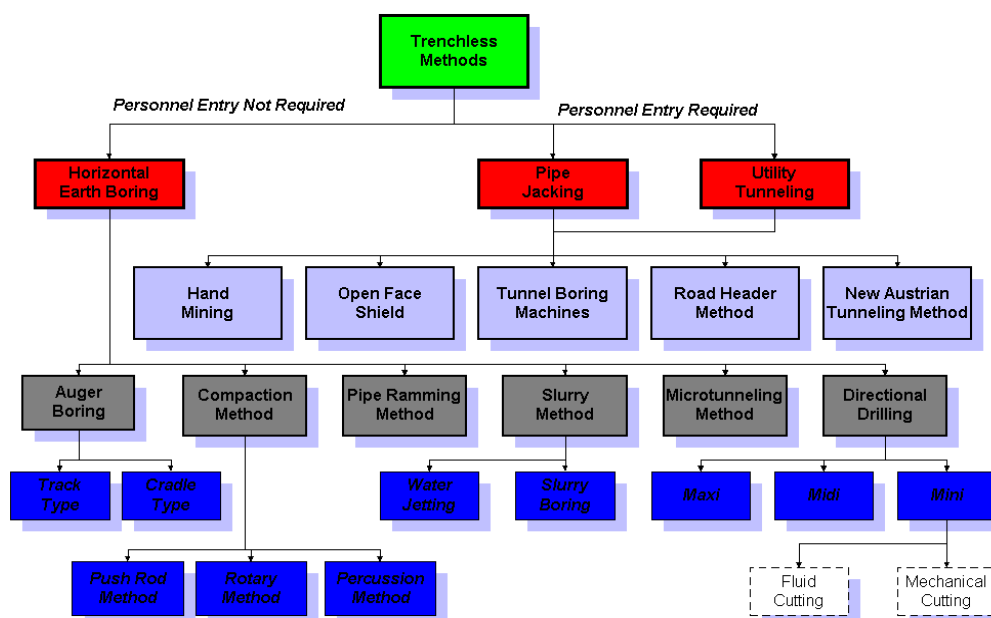 Trenchless
Methods
Personnel Entry Not Required
Personnel Entry Required
Horizontal
Earth Boring
Pipe
Jacking
Utility
Tunneling
Hand
Mining
Open Face
Shield
Tunnel Boring
Machines
Road Header
Method
New Austrian
Tunneling Method
Auger
Boring
Compaction
Method
Pipe Ramming
Method
Slurry
Method
Microtunneling
Method
Directional
Drilling
Track
Type
Cradle
Type
Water
Jetting
Slurry
Boring
Maxi
Midi
Mini
Push Rod
Method
Rotary
Method
Percussion
Method
Fluid
Cutting
Mechanical
Cutting